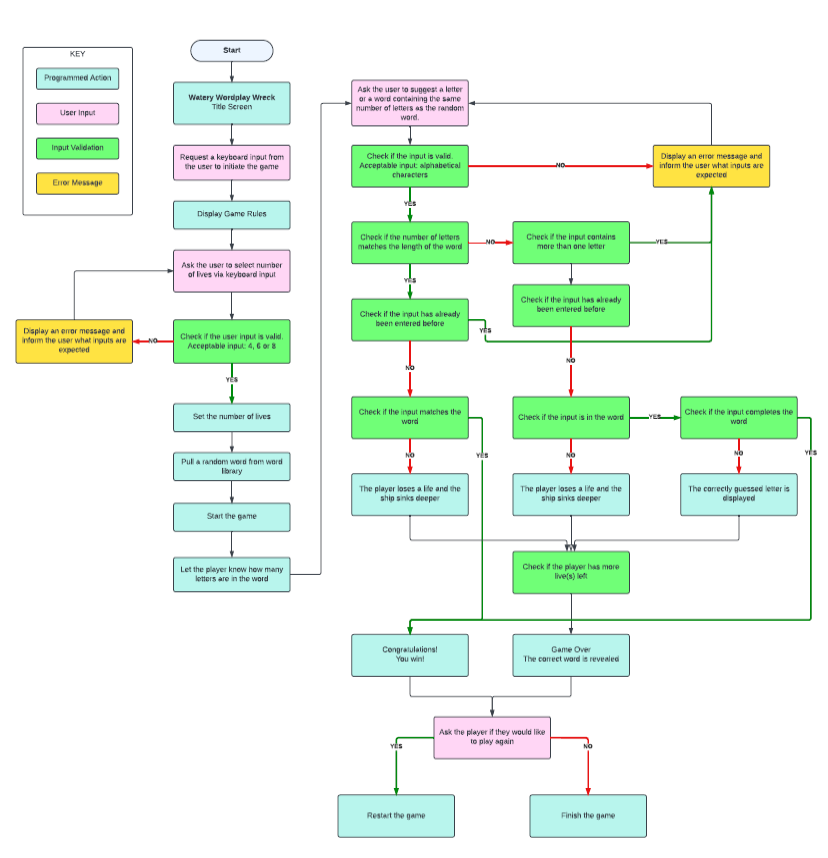 KEY
Programmed Action
User Input
Input Validation
Error Message
Start
Watery Wordplay Wreck
Title Screen
Request a keyboard input from
the user to initiate the game
Display Game Rules
Ask the user to select number
of lives via keyboard input
Display an error message and
inform the user what inputs are
expected
NO
Check if the user input is valid.
Acceptable input: 4, 6 or 8
YES
Set the number of lives
Pull a random word from word
library
Start the game
Let the player know how many
letters are in the word
Ask the user to suggest a letter
or a word containing the same
number of letters as the random
word.
Check if the input is valid.
Acceptable input: alphabetical
characters
NO
Display an error message and
inform the user what inputs are
expected
YES
Check if the number of letters
matches the length of the word
NO
Check if the input contains
more than one letter
YES
YES
Check if the input has already
been entered before
YES
Check if the input has already
been entered before
NO
NO
Check if the input matches the
word
Check if the input is in the word
YES
Check if the input completes the
word
NO
YES
NO
NO
YES
The player loses a life and the
ship sinks deeper
The player loses a life and the
ship sinks deeper
The correctly guessed letter is
displayed
Check if the player has more
live(s) left
Congratulations!
You win!
Game Over
The correct word is revealed
Ask the player if they would like
to play again
YES
NO
Restart the game
Finish the game